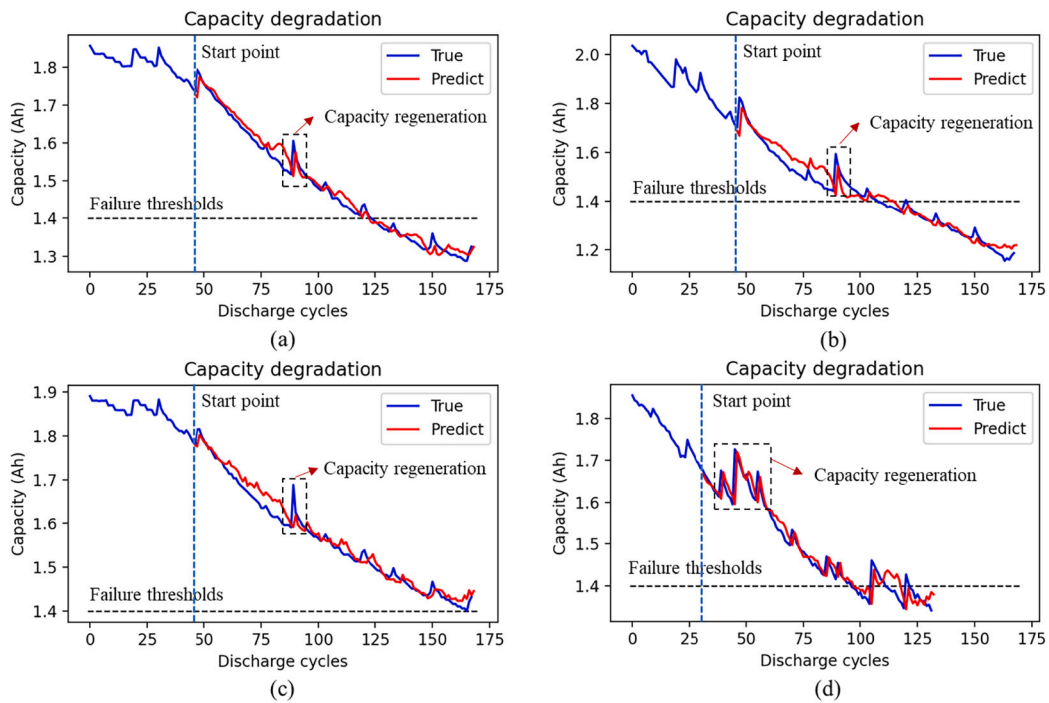 Capacity degradation
Start point
True
Predict
Capacity regeneration
Failure thresholds
Capacity (Ah)
1.8
1.7
1.6
1.5
1.4
1.3
0 25 50 75 100 125 150 175
Discharge cycles
(a)
Capacity degradation
Start point
True
Predict
Capacity regeneration
Failure thresholds
Capacity (Ah)
2.0
1.8
1.6
1.4
1.2
0 25 50 75 100 125 150 175
Discharge cycles
(b)
Capacity degradation
Start point
True
Predict
Capacity regeneration
Failure thresholds
Capacity (Ah)
1.9
1.8
1.7
1.6
1.5
1.4
0 25 50 75 100 125 150 175
Discharge cycles
(c)
Capacity degradation
Start point
True
Predict
Capacity regeneration
Failure thresholds
Capacity (Ah)
1.8
1.7
1.6
1.5
1.4
0 25 50 75 100 125 150 175
Discharge cycles
(d)